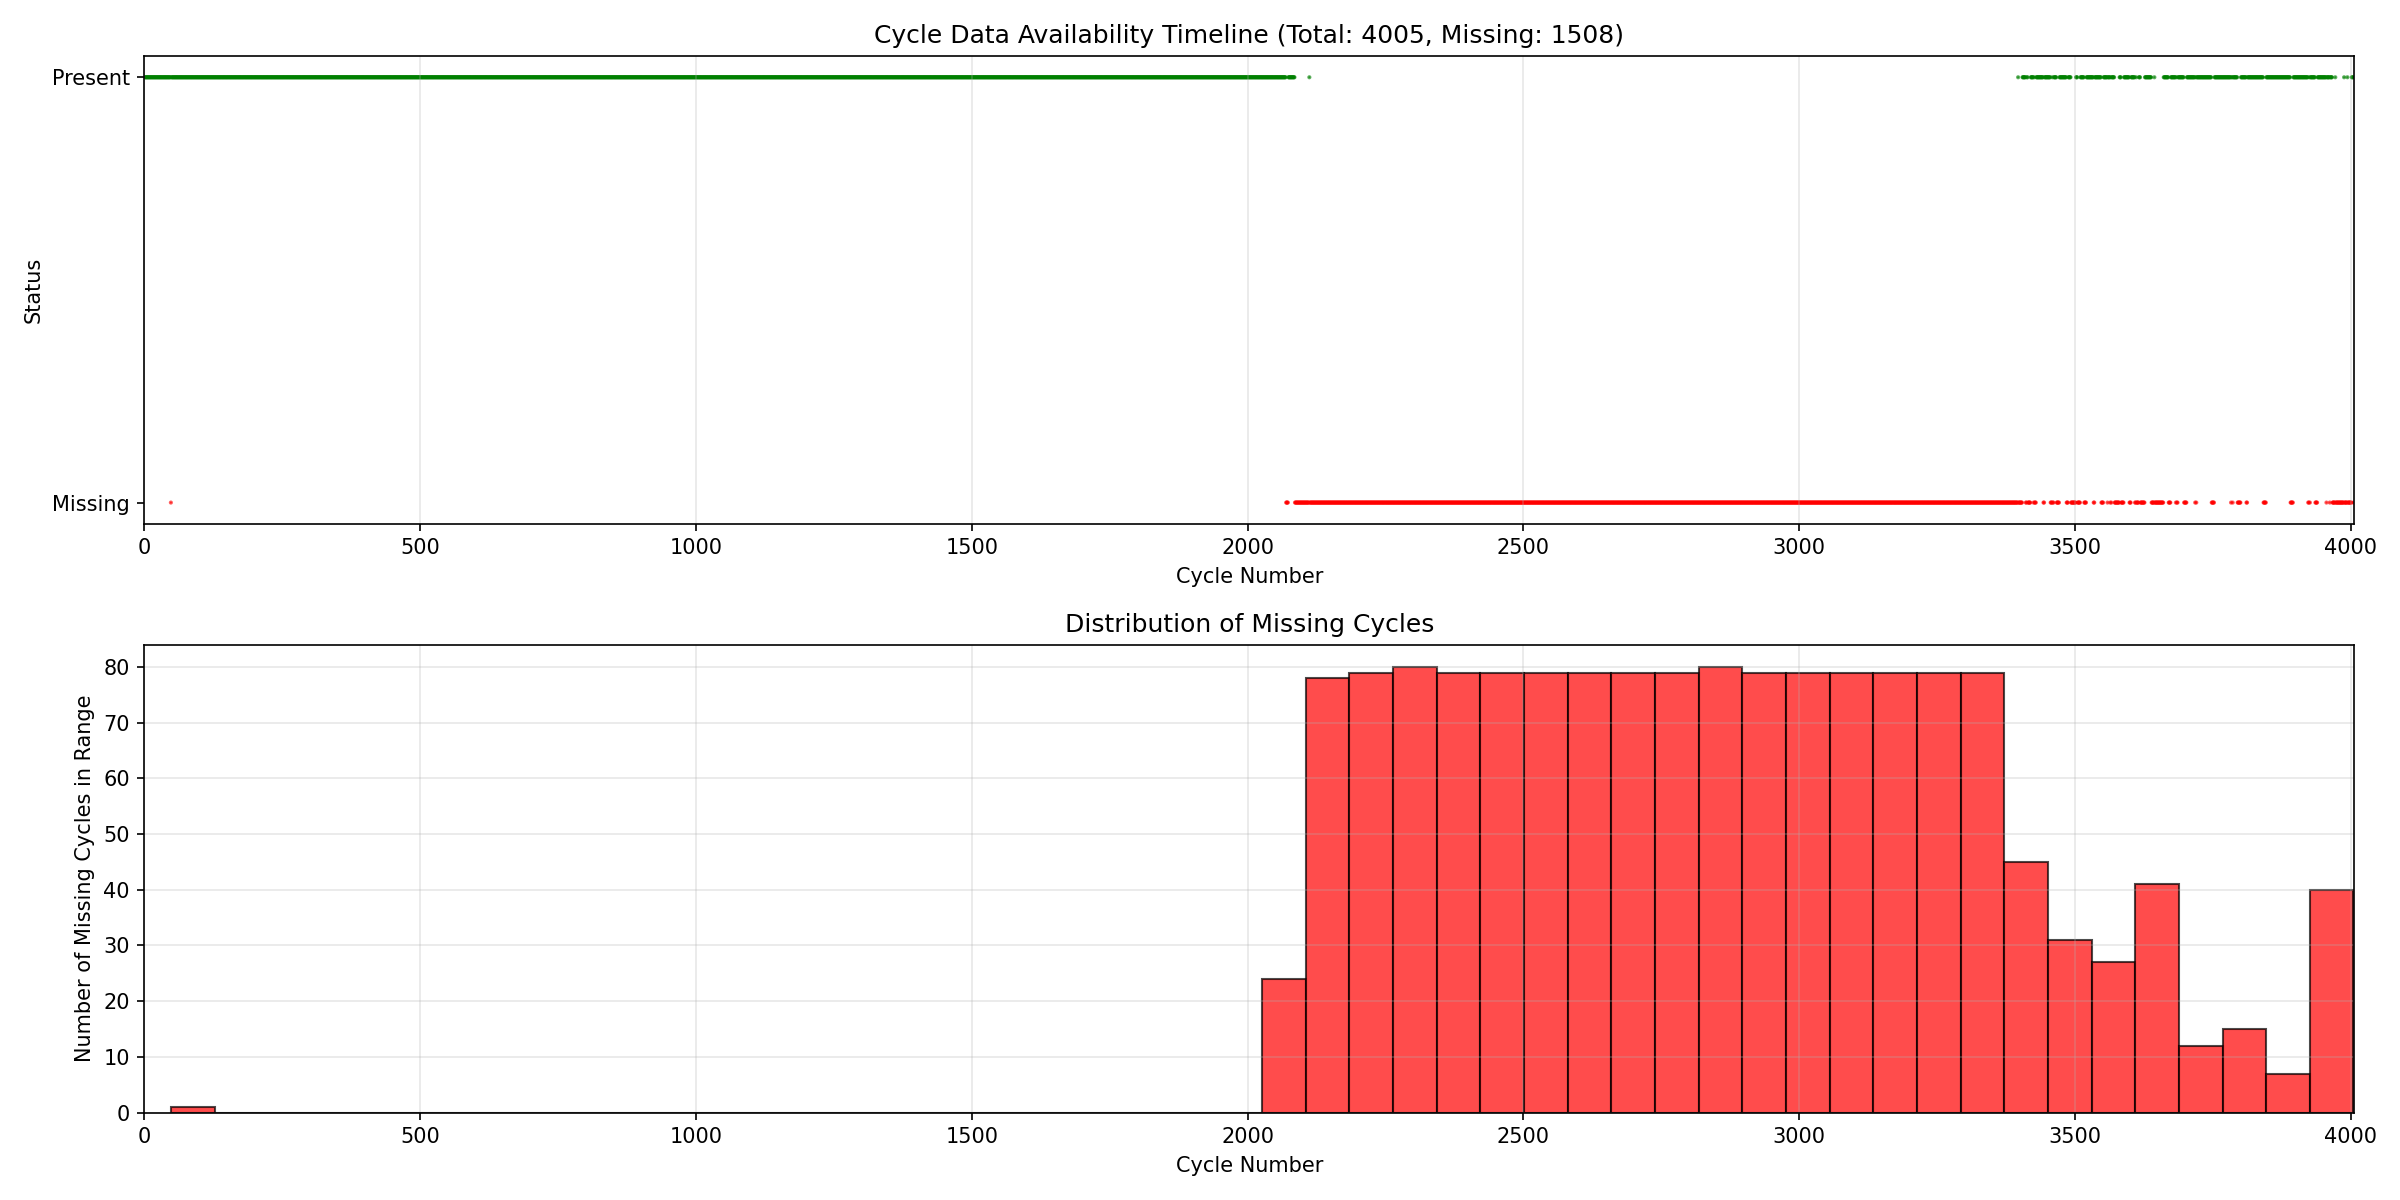 Cycle Data Availability Timeline (Total: 4005, Missing: 1508)
Present
Status
Missing
0 500 1000 1500 2000 2500 3000 3500 4000
Cycle Number
Distribution of Missing Cycles
80
70
60
50
40
30
20
10
0
Number of Missing Cycles in Range
0 500 1000 1500 2000 2500 3000 3500 4000
Cycle Number